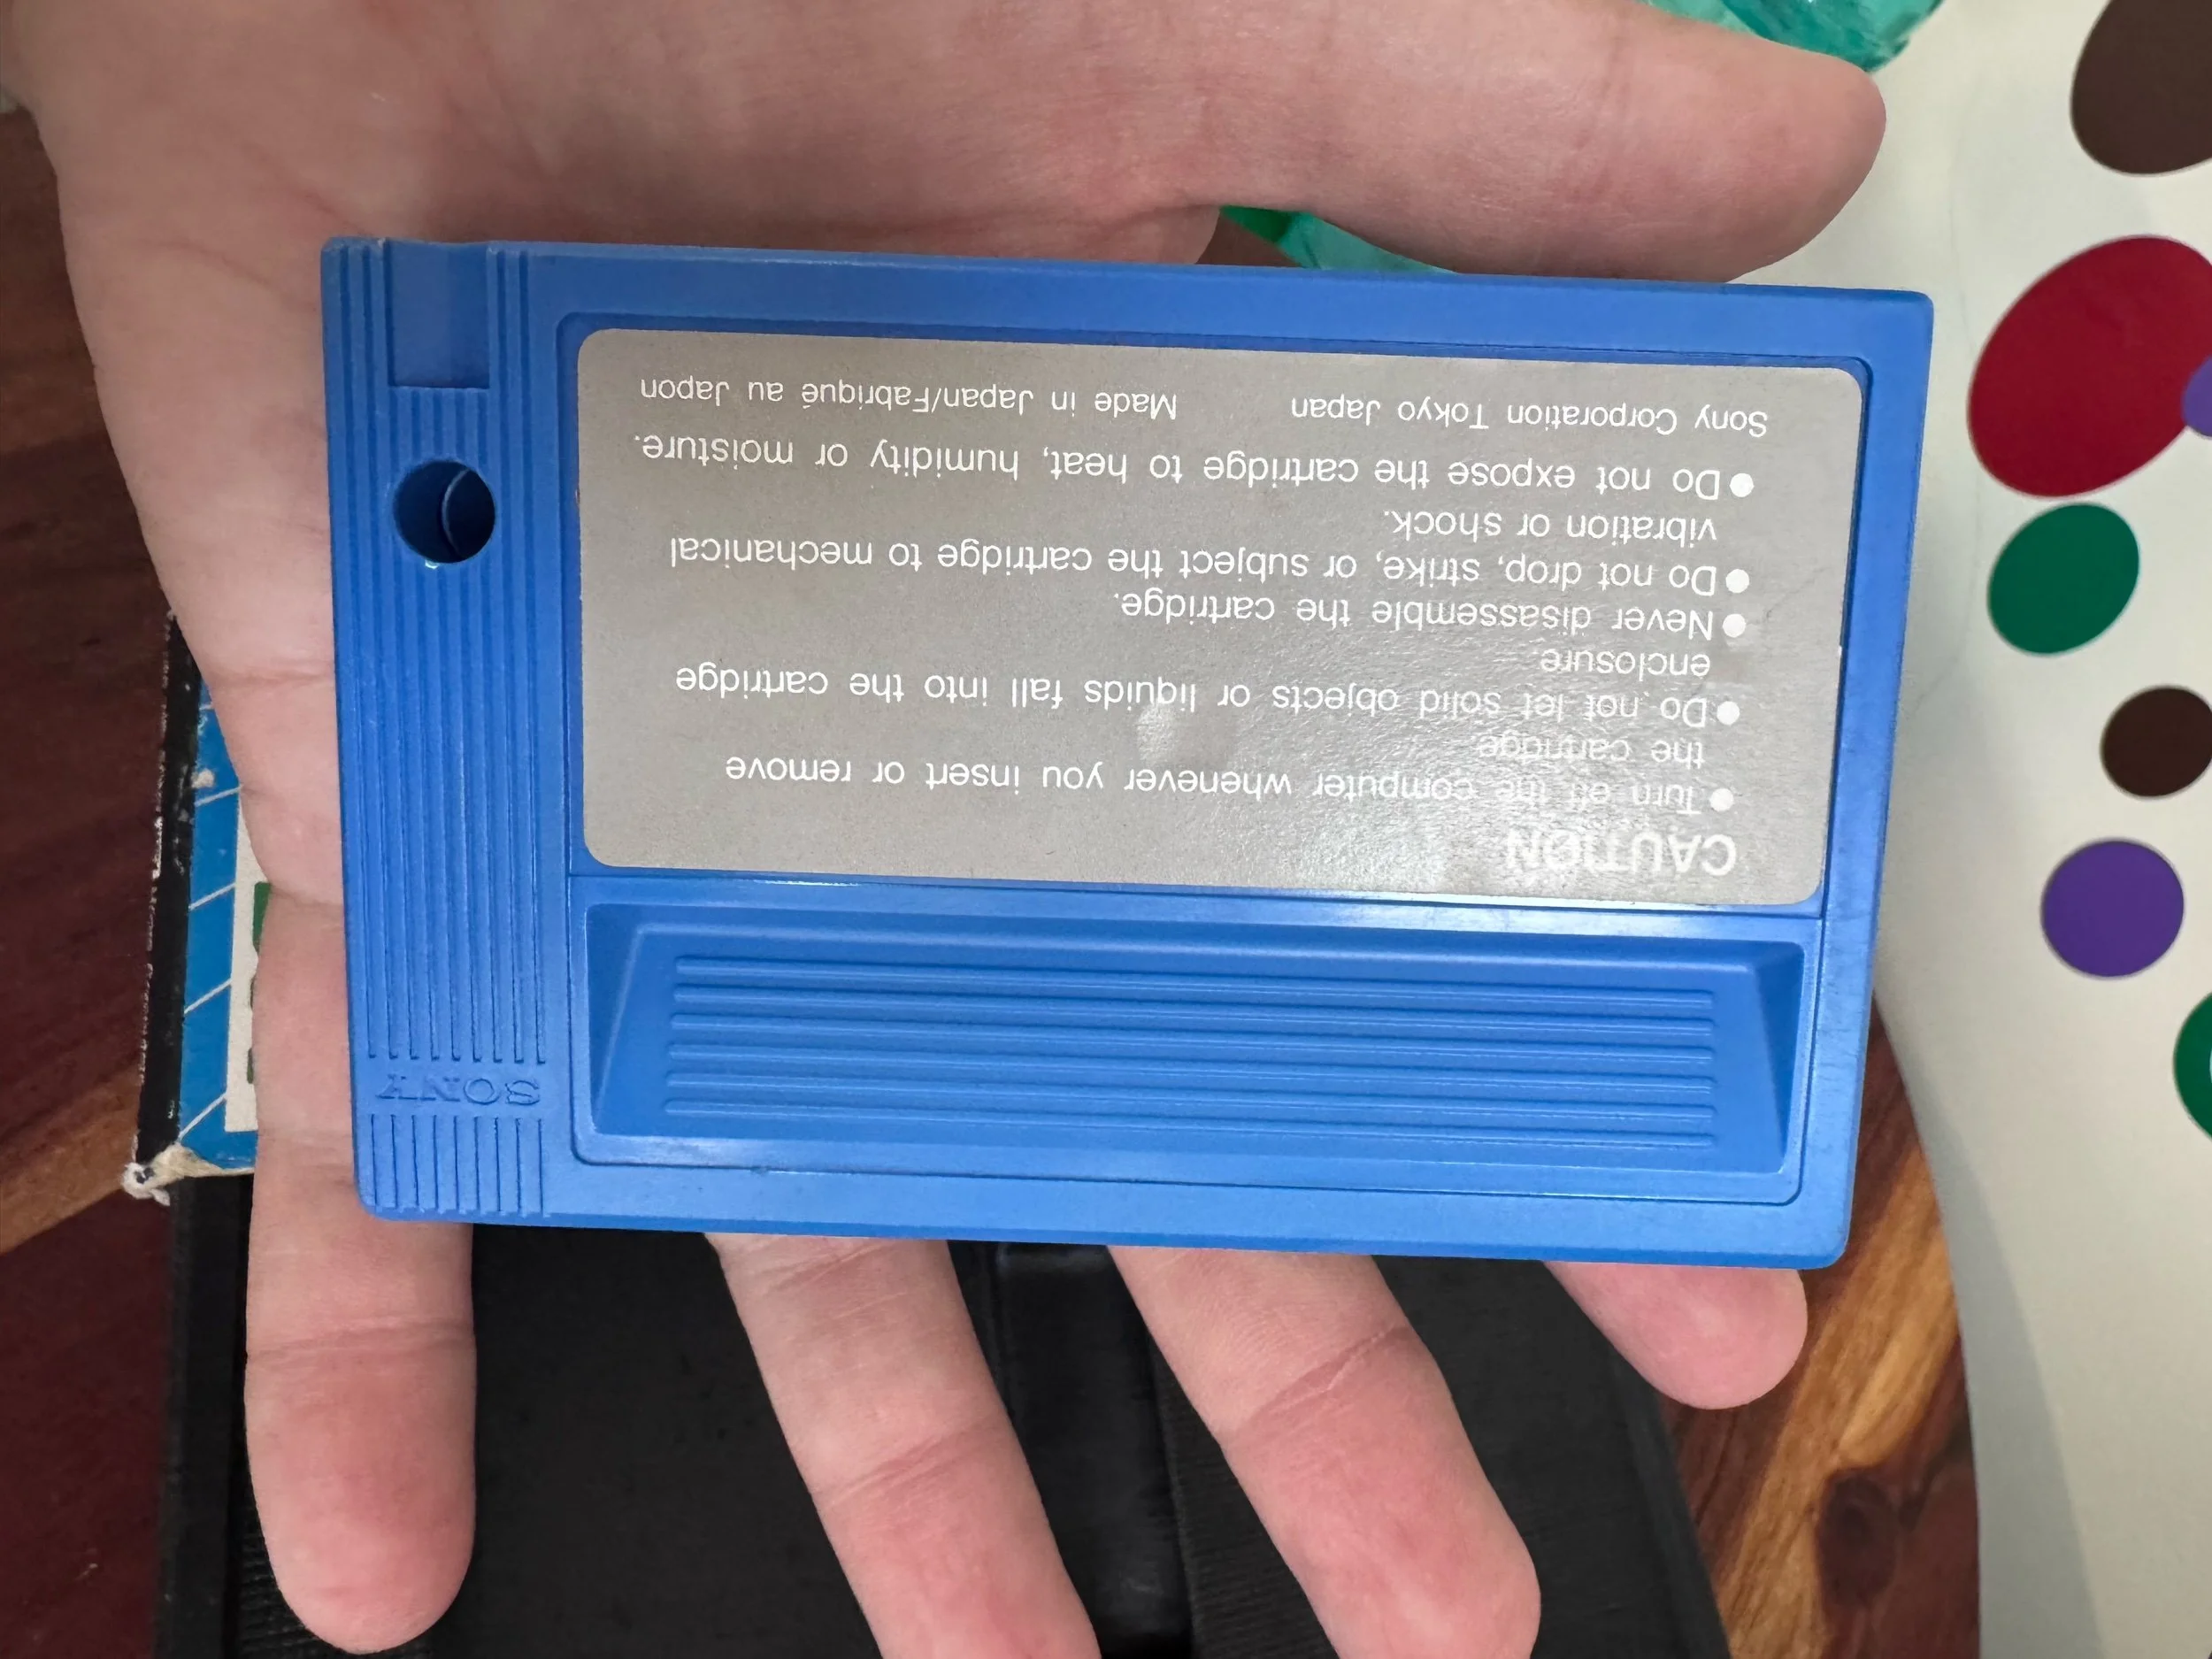 SONY
CAUTION
● Turn off the computer whenever you insert or remove
the cartridge
● Do not let solid objects or liquids fall into the cartridge
enclosure.
● Never disassemble the cartridge.
● Do not drop, strike, or subject the cartridge to mechanical
vibration or shock.
● Do not expose the cartridge to heat, humidity or moisture.
Sony Corporation Tokyo Japan Made in Japan/Fabriqué au Japon